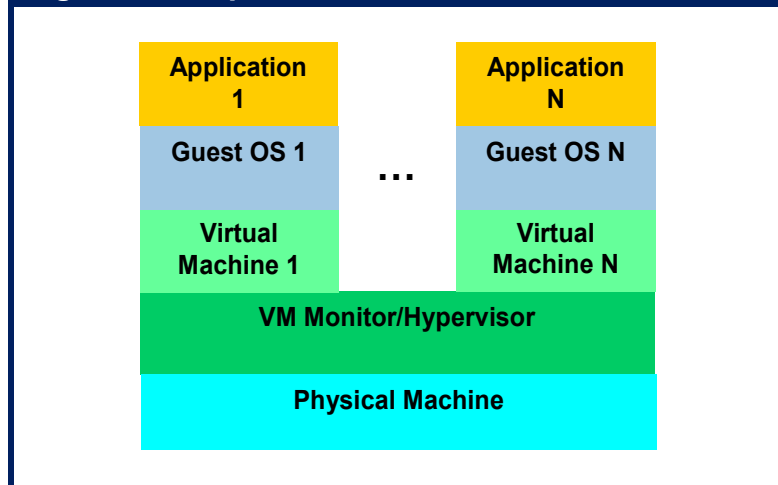 Application
1
Application
N
Guest OS 1
...
Guest OS N
Virtual
Machine 1
Virtual
Machine N
VM Monitor/Hypervisor
Physical Machine